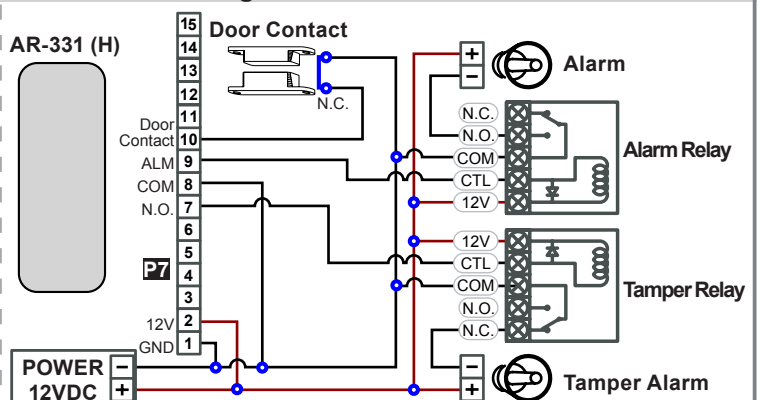 AR-331 (H)
15
14
13
12
11
10
9
8
7
6
5
4
3
2
1
Door
Contact
ALM
COM
N.O.
P7
12V
GND
POWER
12VDC
−
+
Door Contact
N.C.
+
−
Alarm
N.C.
N.O.
COM
CTL
12V
Alarm Relay
12V
CTL
COM
N.O.
N.C.
Tamper Relay
−
+
Tamper Alarm